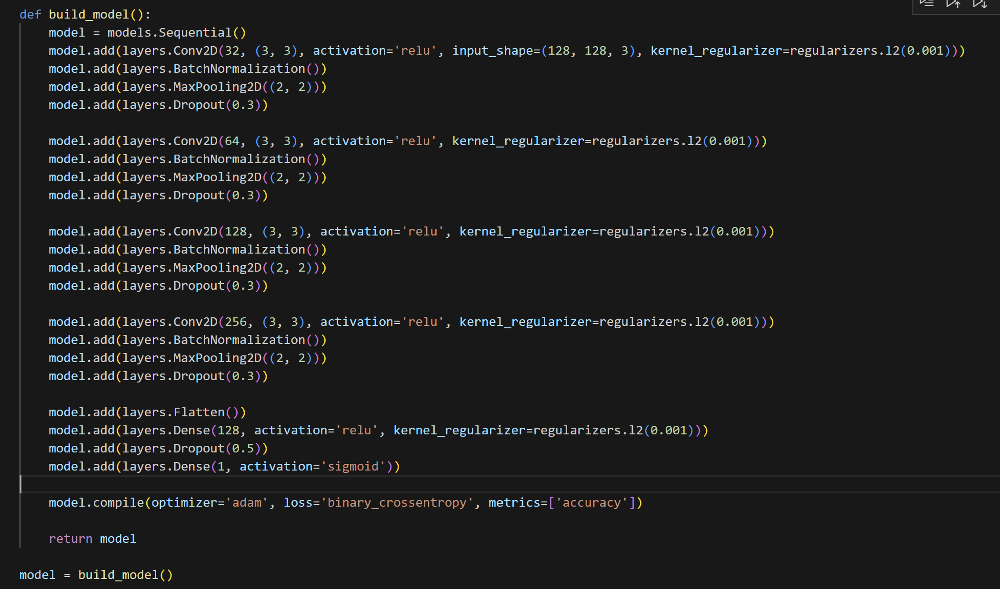 def build_model():
    model = models.Sequential()
    model.add(layers.Conv2D(32, (3, 3), activation='relu', input_shape=(128, 128, 3), kernel_regularizer=regularizers.l2(0.001)))
    model.add(layers.BatchNormalization())
    model.add(layers.MaxPooling2D((2, 2)))
    model.add(layers.Dropout(0.3))

    model.add(layers.Conv2D(64, (3, 3), activation='relu', kernel_regularizer=regularizers.l2(0.001)))
    model.add(layers.BatchNormalization())
    model.add(layers.MaxPooling2D((2, 2)))
    model.add(layers.Dropout(0.3))

    model.add(layers.Conv2D(128, (3, 3), activation='relu', kernel_regularizer=regularizers.l2(0.001)))
    model.add(layers.BatchNormalization())
    model.add(layers.MaxPooling2D((2, 2)))
    model.add(layers.Dropout(0.3))

    model.add(layers.Conv2D(256, (3, 3), activation='relu', kernel_regularizer=regularizers.l2(0.001)))
    model.add(layers.BatchNormalization())
    model.add(layers.MaxPooling2D((2, 2)))
    model.add(layers.Dropout(0.3))

    model.add(layers.Flatten())
    model.add(layers.Dense(128, activation='relu', kernel_regularizer=regularizers.l2(0.001)))
    model.add(layers.Dropout(0.5))
    model.add(layers.Dense(1, activation='sigmoid'))

    model.compile(optimizer='adam', loss='binary_crossentropy', metrics=['accuracy'])

    return model

model = build_model()